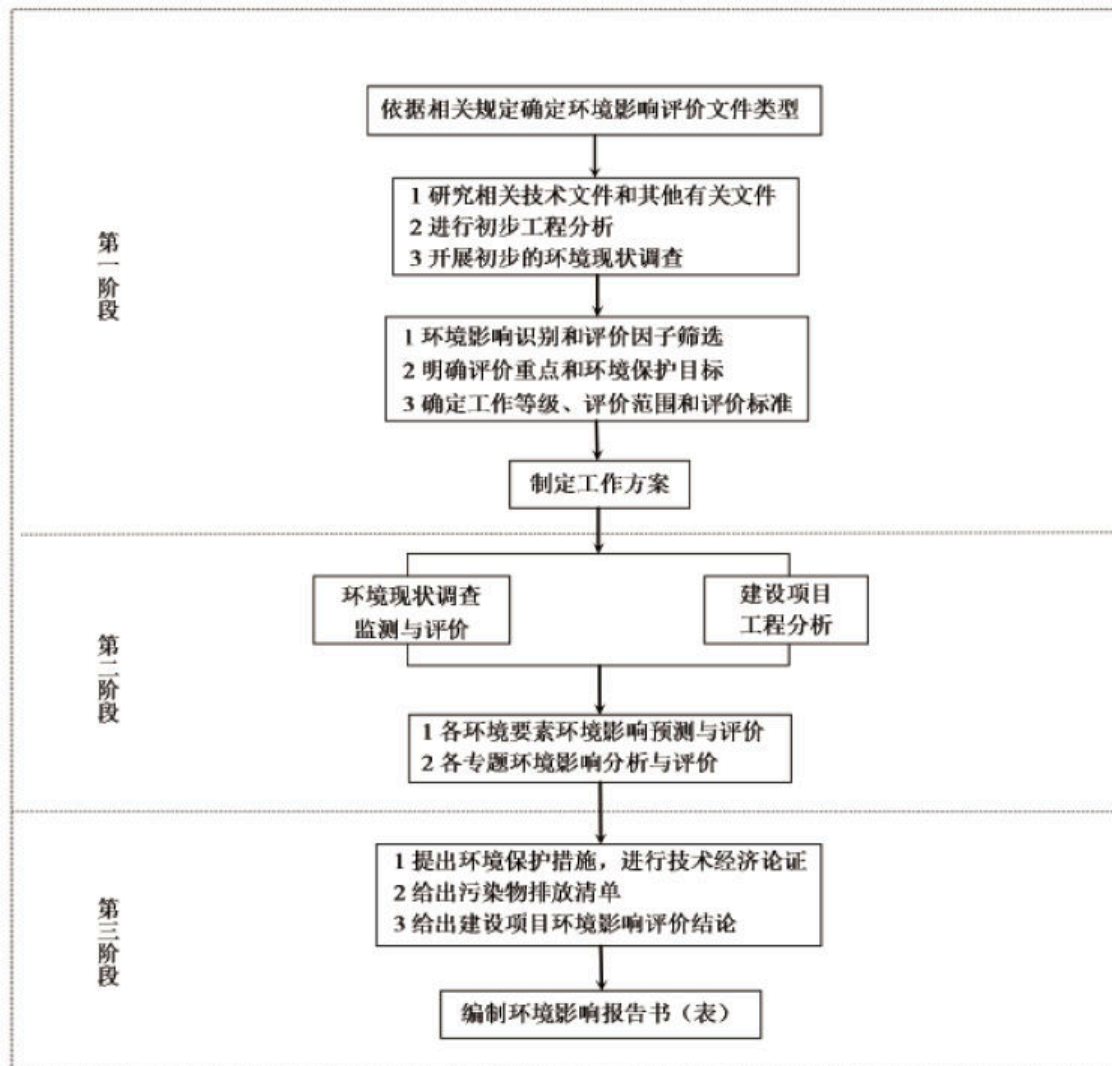 依据相关规定确定环境影响评价文件类型
1 研究相关技术文件和其他有关文件
2 进行初步工程分析
3 开展初步的环境现状调查
第一阶段
1 环境影响识别和评价因子筛选
2 明确评价重点和环境保护目标
3 确定工作等级、评价范围和评价标准
制定工作方案
环境现状调查
监测与评价
建设项目
工程分析
第二阶段
1 各环境要素环境影响预测与评价
2 各专题环境影响分析与评价
1 提出环境保护措施，进行技术经济论证
2 给出污染物排放清单
3 给出建设项目环境影响评价结论
第三阶段
编制环境影响报告书（表）